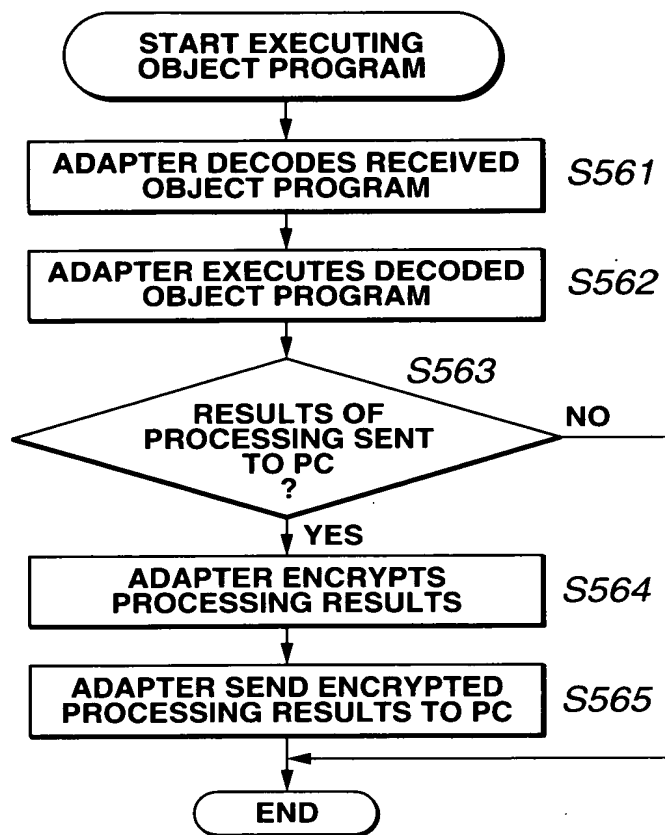 START EXECUTING
OBJECT PROGRAM
ADAPTER DECODES RECEIVED
OBJECT PROGRAM
S561
ADAPTER EXECUTES DECODED
OBJECT PROGRAM
S562
S563
RESULTS OF
PROCESSING SENT
TO PC
?
NO
YES
ADAPTER ENCRYPTS
PROCESSING RESULTS
S564
ADAPTER SEND ENCRYPTED
PROCESSING RESULTS TO PC
S565
END